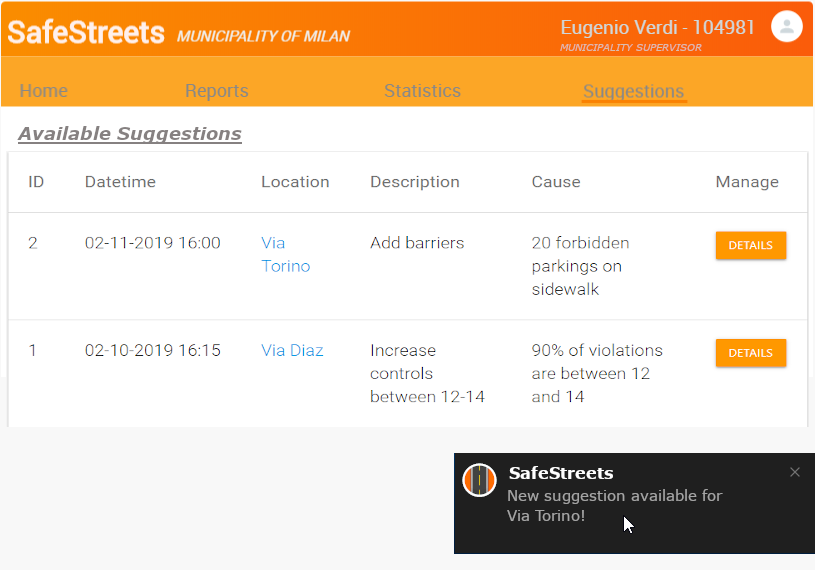 SafeStreets MUNICIPALITY OF MILAN
Eugenio Verdi - 104981
MUNICIPALITY SUPERVISOR
Home Reports Statistics Suggestions
Available Suggestions
ID Datetime Location Description Cause Manage
2 02-11-2019 16:00 Via Add barriers 20 forbidden DETAILS
Torino parkings on
sidewalk
1 02-10-2019 16:15 Via Diaz Increase 90% of violations DETAILS
controls are between 12
between 12-14 and 14
SafeStreets
New suggestion available for
Via Torino!